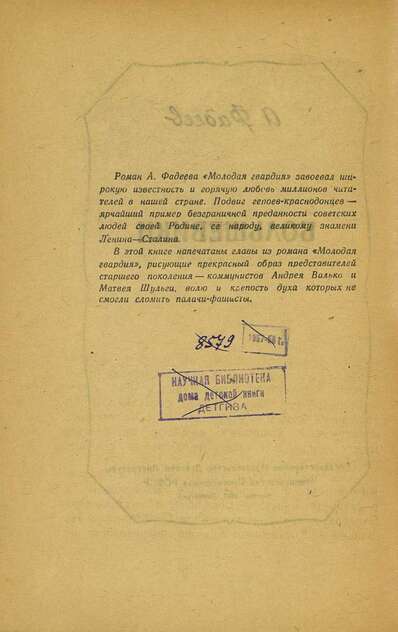 Роман А. Фадеева «Молодая гвардия» завоевал ши-
рокую известность и горячую любовь миллионов чита-
телей в нашей стране. Подвиг героев-краснодонцев —
ярчайший пример безграничной преданности советских
людей своей Родине, ее народу, великому знамени
Ленина—Сталина.
В этой книге напечатаны главы из романа «Молодая
гвардия», рисующие прекрасный образ представителей
старшего поколения — коммунистов Андрея Валько и
Матвея Шульги, волю и крепость духа которых не
смогли сломить палачи-фашисты.
8579
НАУЧНАЯ БИБЛИОТЕКА
дома детской книги
ДЕТГИЗА